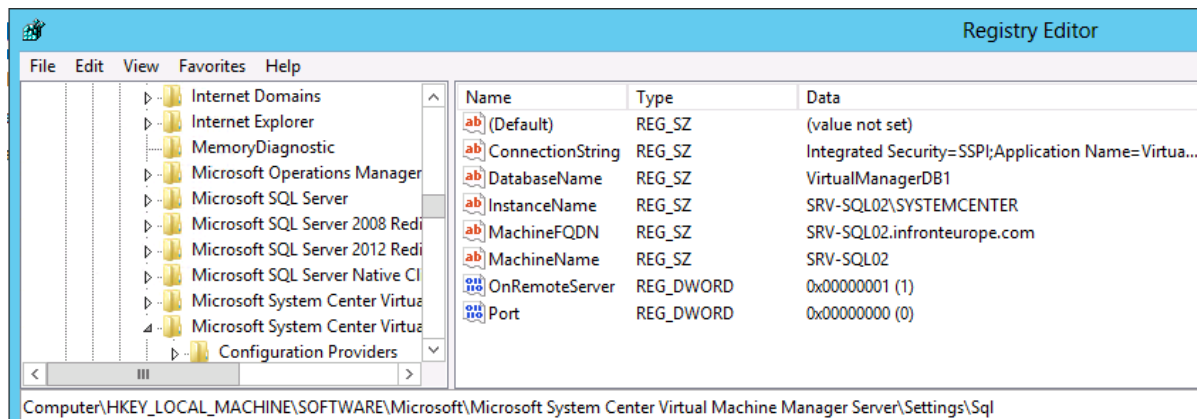 Registry Editor
File Edit View Favorites Help
Internet Domains
Internet Explorer
MemoryDiagnostic
Microsoft Operations Manager
Microsoft SQL Server
Microsoft SQL Server 2008 Redi
Microsoft SQL Server 2012 Redi
Microsoft SQL Server Native Cl
Microsoft System Center Virtua
Microsoft System Center Virtua
Configuration Providers
Name Type Data
(Default) REG_SZ (value not set)
ConnectionString REG_SZ Integrated Security=SSPI;Application Name=Virtua...
DatabaseName REG_SZ VirtualManagerDB1
InstanceName REG_SZ SRV-SQL02\SYSTEMCENTER
MachineFQDN REG_SZ SRV-SQL02.infronteurope.com
MachineName REG_SZ SRV-SQL02
OnRemoteServer REG_DWORD 0x00000001 (1)
Port REG_DWORD 0x00000000 (0)
Computer\HKEY_LOCAL_MACHINE\SOFTWARE\Microsoft\Microsoft System Center Virtual Machine Manager Server\Settings\Sql